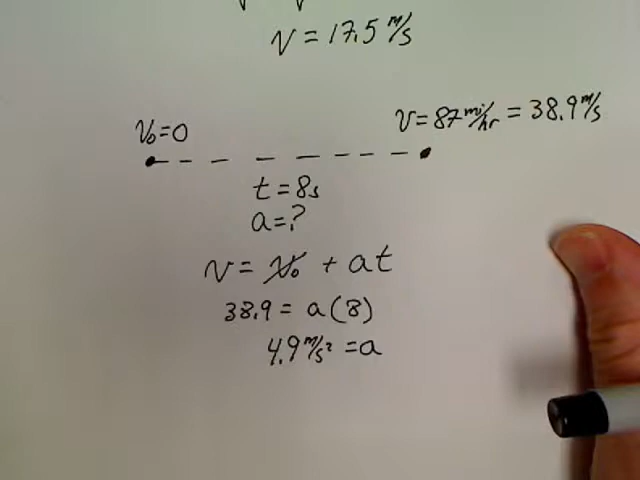 v = 17.5 m/s
v₀=0
v=87 mi/hr = 38.9 m/s
t = 8s
a=?
v = v₀ + at
38.9 = a(8)
4.9 m/s² = a